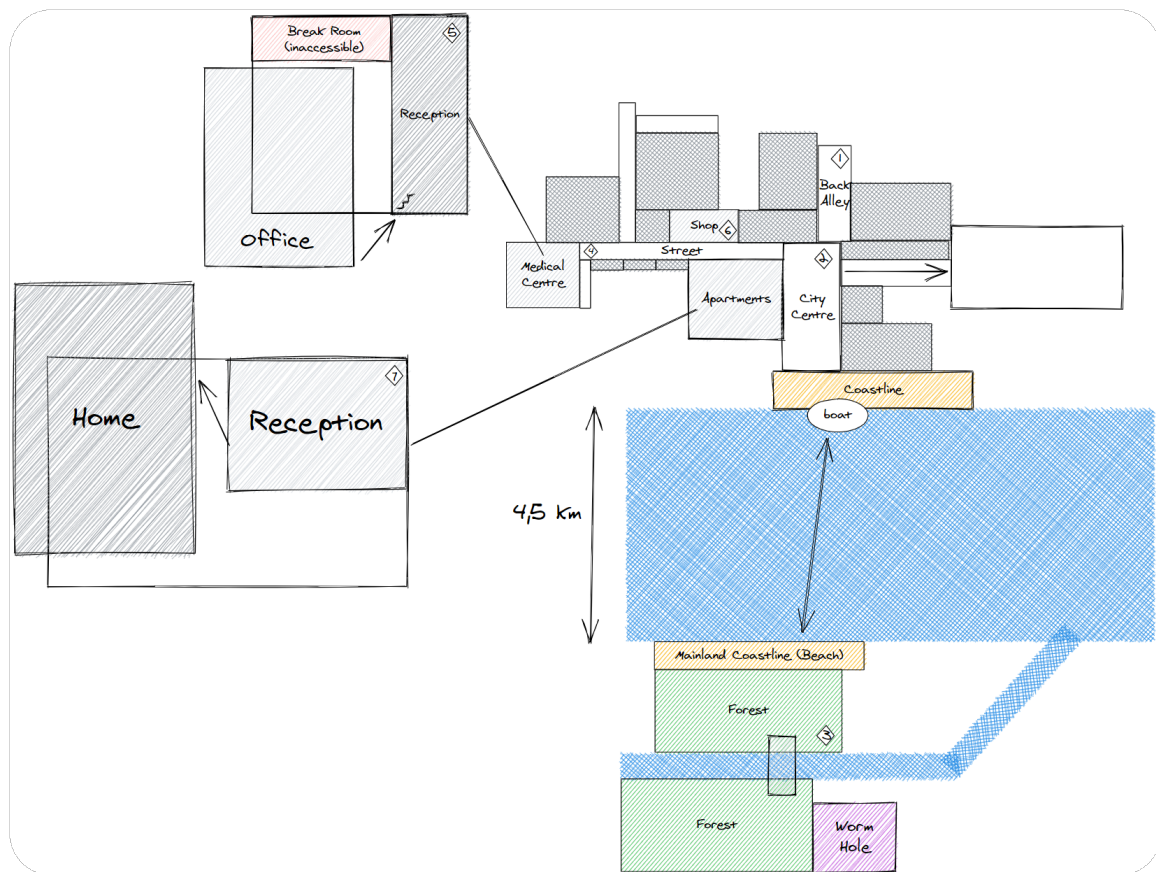 Break Room
(inaccessible)
5
Reception
office
1
Back
Alley
Shop
6
4
Street
2
Medical
Centre
Apartments
City
Centre
Home
Reception
7
Coastline
boat
4,5 km
Mainland Coastline (Beach)
Forest
3
Forest
Worm
Hole